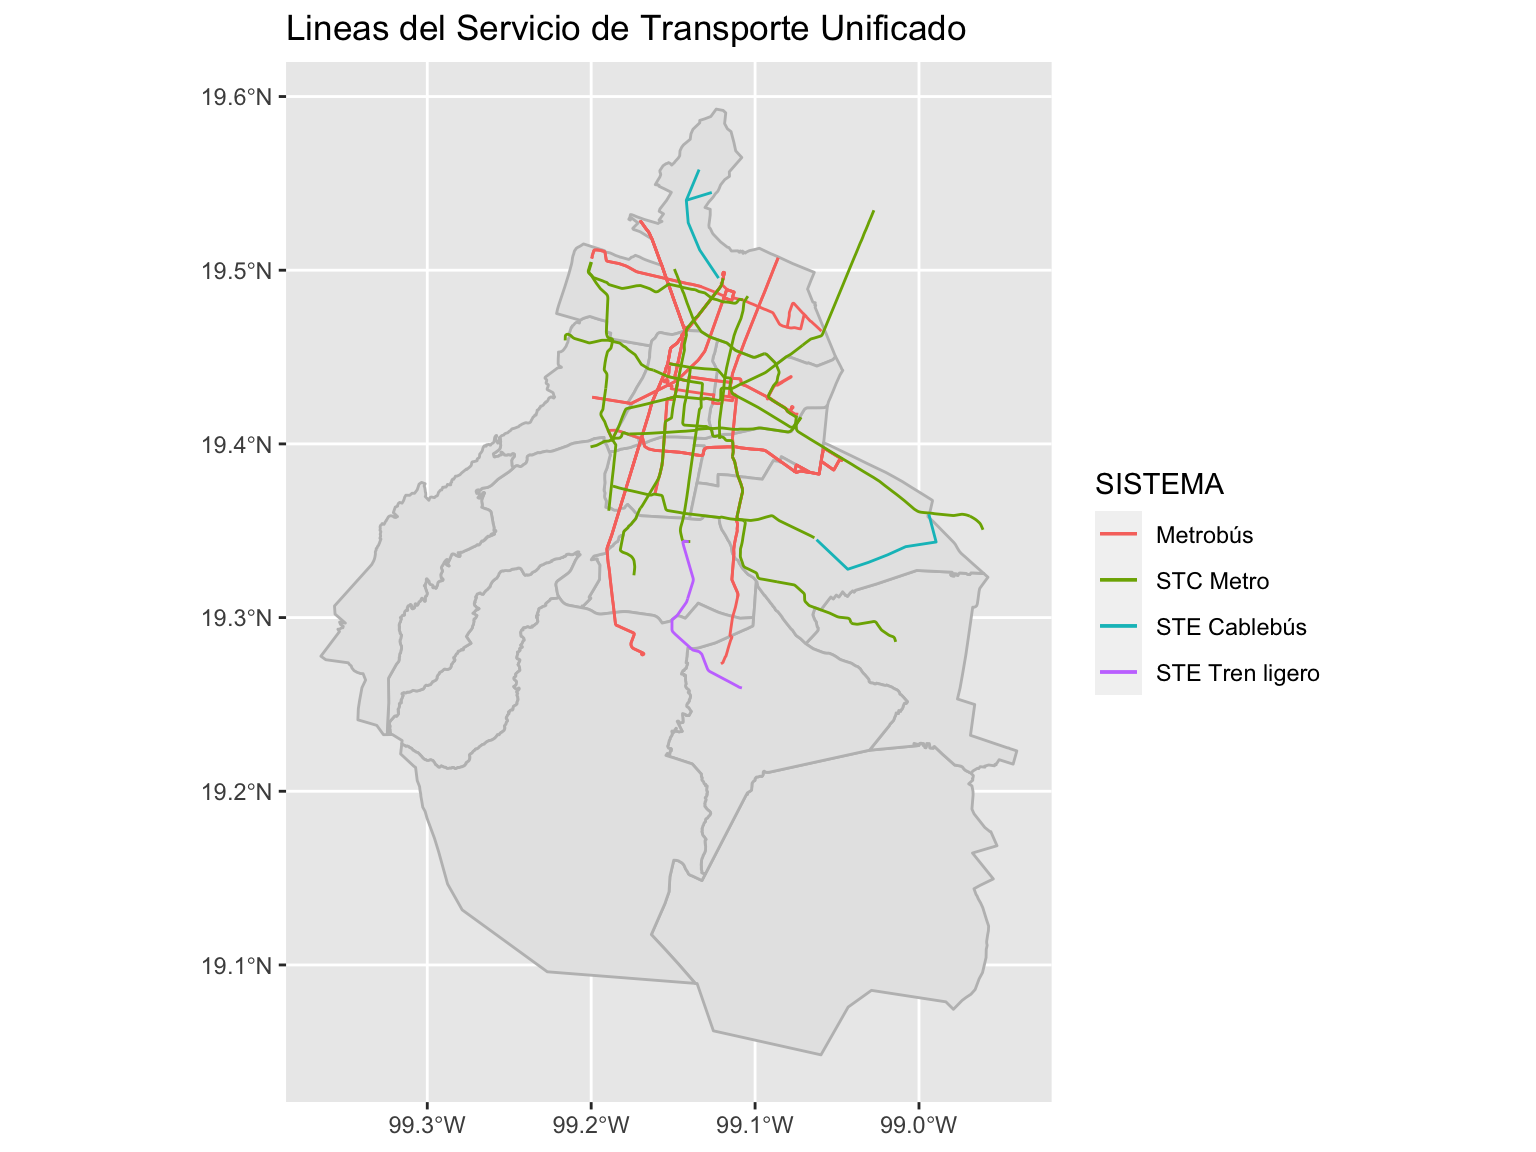 Lineas del Servicio de Transporte Unificado
19.6°N
19.5°N
19.4°N
19.3°N
19.2°N
19.1°N
99.3°W 99.2°W 99.1°W 99.0°W
SISTEMA
Metrobús
STC Metro
STE Cablebús
STE Tren ligero